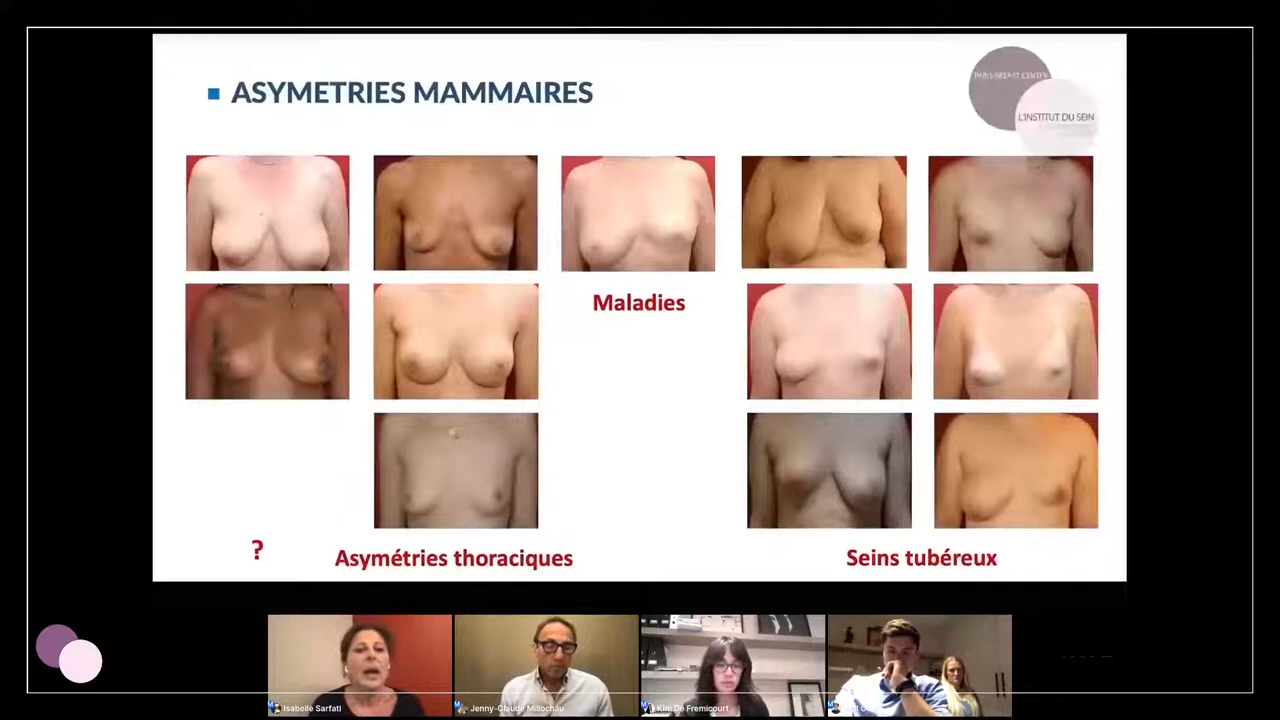 ASYMETRIES MAMMAIRES
PARIS BREAST CENTER
L'INSTITUT DU SEIN
Maladies
?
Asymétries thoraciques
Seins tubéreux
Isabelle Sarfati
Jenny-Claude Millochau
Kim De Fremicourt